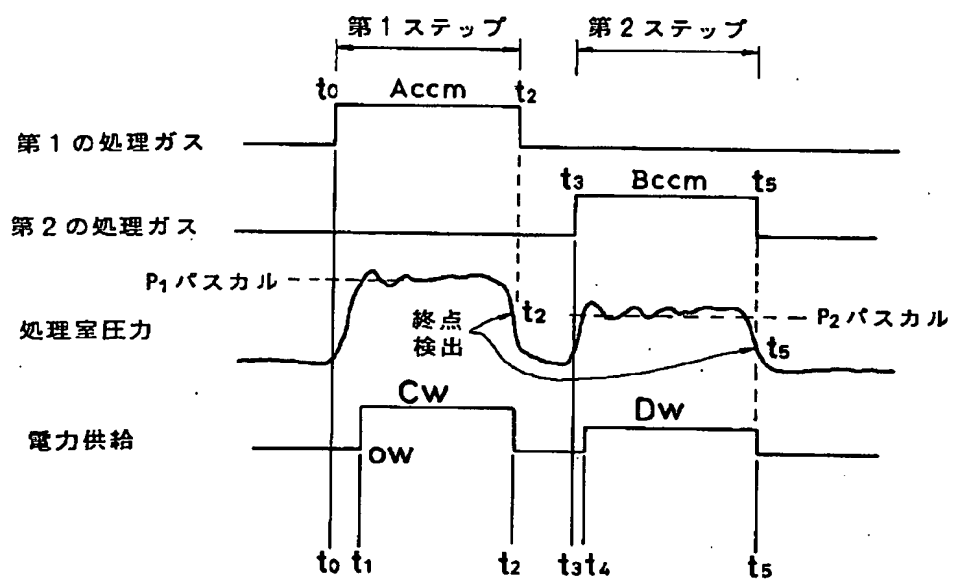 第1ステップ 第2ステップ
t0 Accm t2
第1の処理ガス
t3 Bccm t5
第2の処理ガス
P1パスカル
処理室圧力
終点
検出
t2
P2パスカル
t5
Cw
Dw
電力供給
ow
t0 t1 t2 t3 t4 t5